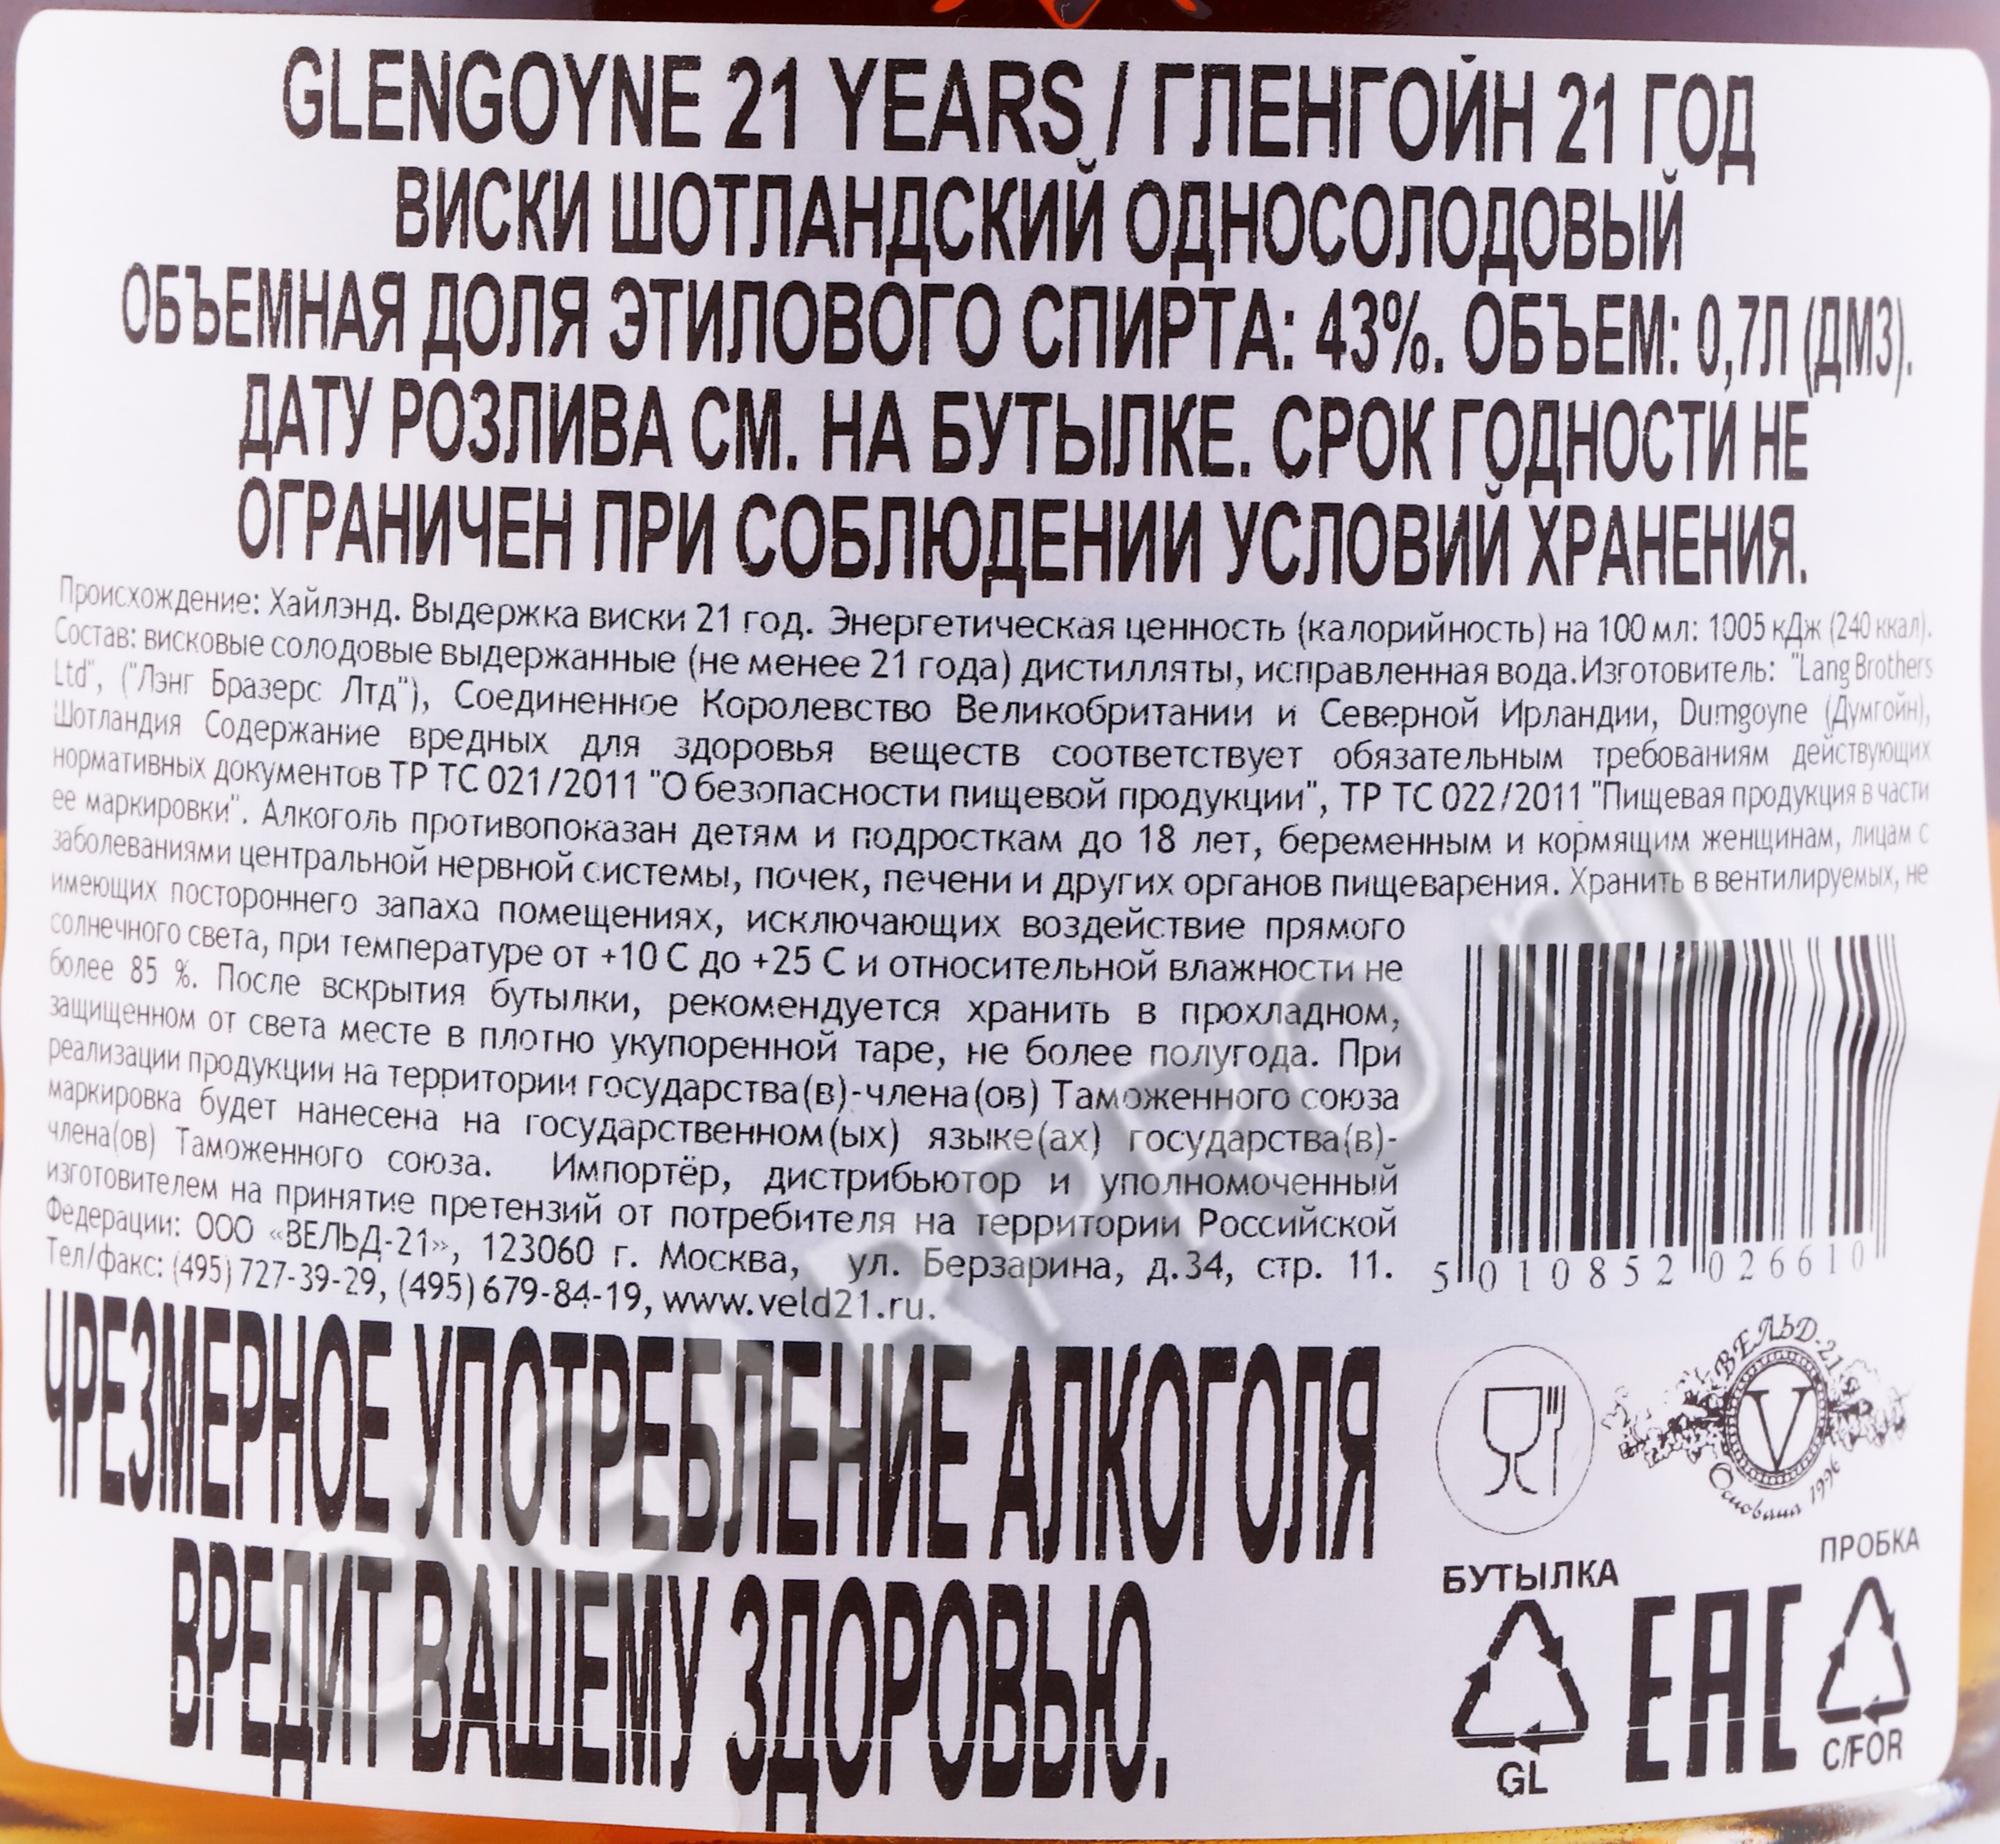 GLENGOYNE 21 YEARS / ГЛЕНГОЙН 21 ГОД
ВИСКИ ШОТЛАНДСКИЙ ОДНОСОЛОДОВЫЙ
ОБЪЕМНАЯ ДОЛЯ ЭТИЛОВОГО СПИРТА: 43%. ОБЪЕМ: 0,7Л (ДМ3).
ДАТУ РОЗЛИВА СМ. НА БУТЫЛКЕ. СРОК ГОДНОСТИ НЕ
ОГРАНИЧЕН ПРИ СОБЛЮДЕНИИ УСЛОВИЙ ХРАНЕНИЯ.
Происхождение: Хайлэнд. Выдержка виски 21 год. Энергетическая ценность (калорийность) на 100 мл: 1005 кДж (240 ккал).
Состав: висковые солодовые выдержанные (не менее 21 года) дистилляты, исправленная вода.Изготовитель: "Lang Brothers
Ltd", ("Лэнг Бразерс Лтд"), Соединенное Королевство Великобритании и Северной Ирландии, Dumgoyne (Думгойн),
Шотландия Содержание вредных для здоровья веществ соответствует обязательным требованиям действующих
нормативных документов ТР ТС 021/2011 "О безопасности пищевой продукции", ТР ТС 022/2011 "Пищевая продукция в части
ее маркировки". Алкоголь противопоказан детям и подросткам до 18 лет, беременным и кормящим женщинам, лицам с
заболеваниями центральной нервной системы, почек, печени и других органов пищеварения. Хранить в вентилируемых, не
имеющих постороннего запаха помещениях, исключающих воздействие прямого
солнечного света, при температуре от +10 С до +25 С и относительной влажности не
более 85 %. После вскрытия бутылки, рекомендуется хранить в прохладном,
защищенном от света месте в плотно укупоренной таре, не более полугода. При
реализации продукции на территории государства(в)-члена(ов) Таможенного союза
маркировка будет нанесена на государственном(ых) языке(ах) государства(в)-
члена(ов) Таможенного союза. Импортёр, дистрибьютор и уполномоченный
изготовителем на принятие претензий от потребителя на территории Российской
Федерации: ООО «ВЕЛЬД-21», 123060 г. Москва, ул. Берзарина, д.34, стр. 11.
Тел/факс: (495) 727-39-29, (495) 679-84-19, www.veld21.ru.
5 010852 026610
ЧРЕЗМЕРНОЕ УПОТРЕБЛЕНИЕ АЛКОГОЛЯ
ВРЕДИТ ВАШЕМУ ЗДОРОВЬЮ.
ВЕЛЬД-21
V
Основана 1996
БУТЫЛКА
GL
EAC
ПРОБКА
C/FOR
CIGARPRO.ru